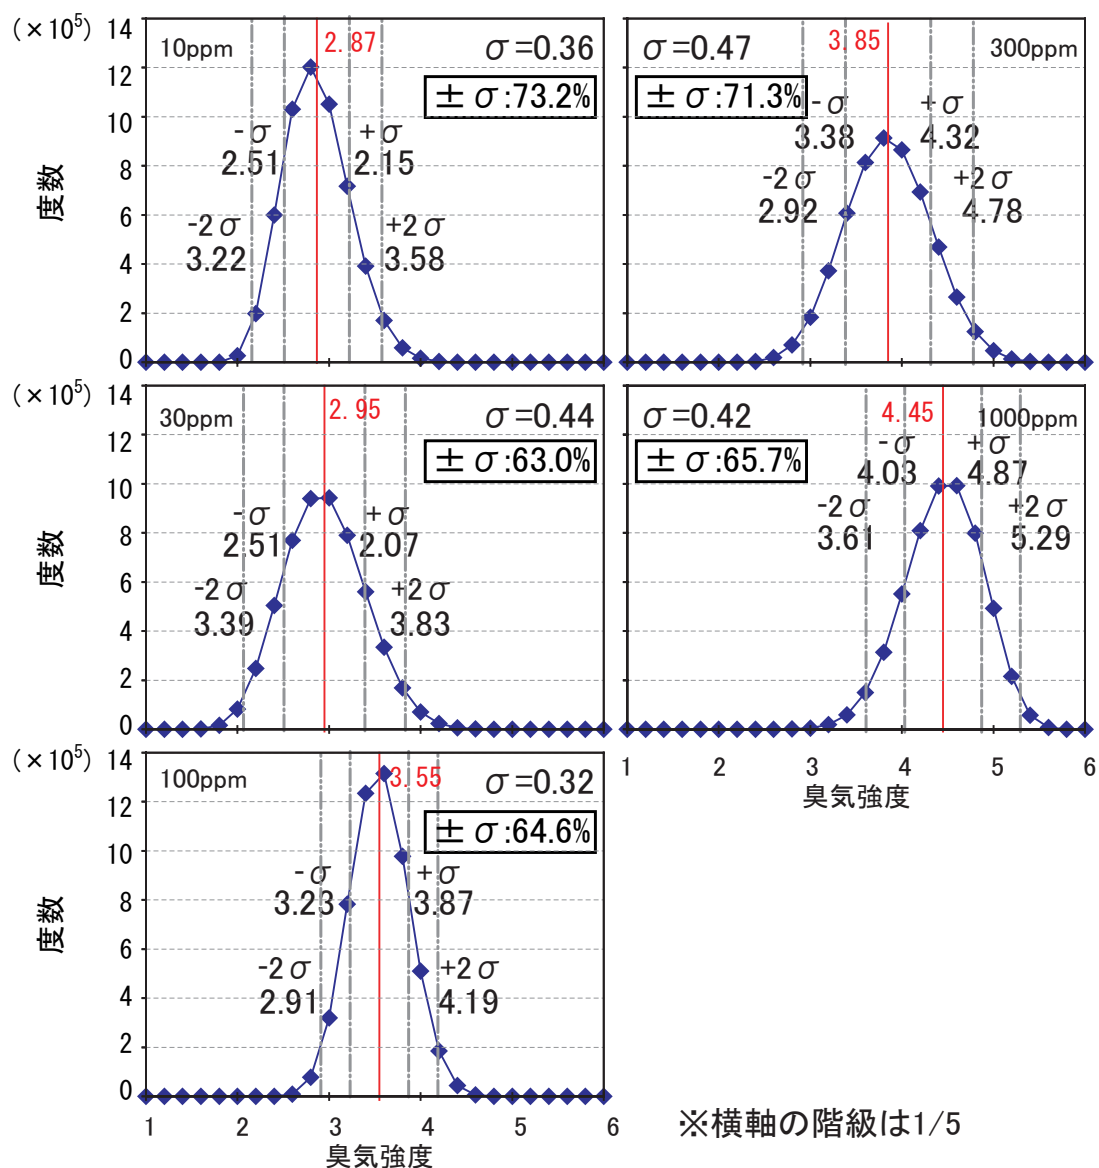 (×10⁵)
14
12
10
8
6
4
2
0
度数
10ppm
2.87
σ=0.36
±σ:73.2%
-σ
2.51
+σ
2.15
-2σ
3.22
+2σ
3.58
σ=0.47
3.85
300ppm
±σ:71.3%
-σ
3.38
+σ
4.32
-2σ
2.92
+2σ
4.78
(×10⁵)
14
12
10
8
6
4
2
0
度数
30ppm
2.95
σ=0.44
±σ:63.0%
-σ
2.51
+σ
2.07
-2σ
3.39
+2σ
3.83
σ=0.42
4.45
1000ppm
±σ:65.7%
-σ
4.03
+σ
4.87
-2σ
3.61
+2σ
5.29
1 2 3 4 5 6
臭気強度
(×10⁵)
14
12
10
8
6
4
2
0
度数
100ppm
3.55
σ=0.32
±σ:64.6%
-σ
3.23
+σ
3.87
-2σ
2.91
+2σ
4.19
1 2 3 4 5 6
臭気強度
※横軸の階級は1/5